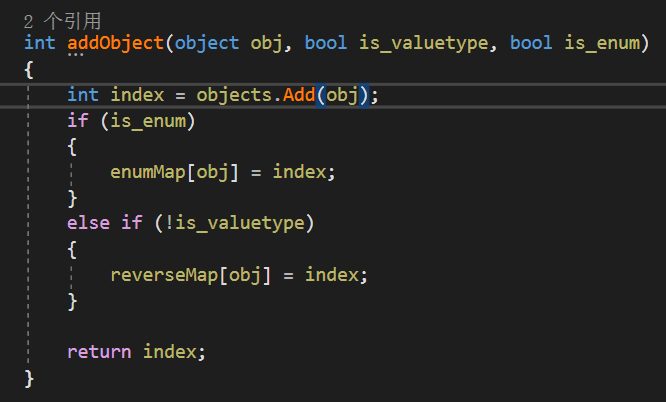 2 个引用
int addObject(object obj, bool is_valuetype, bool is_enum)
{
int index = objects.Add(obj);
if (is_enum)
{
enumMap[obj] = index;
}
else if (!is_valuetype)
{
reverseMap[obj] = index;
}
return index;
}